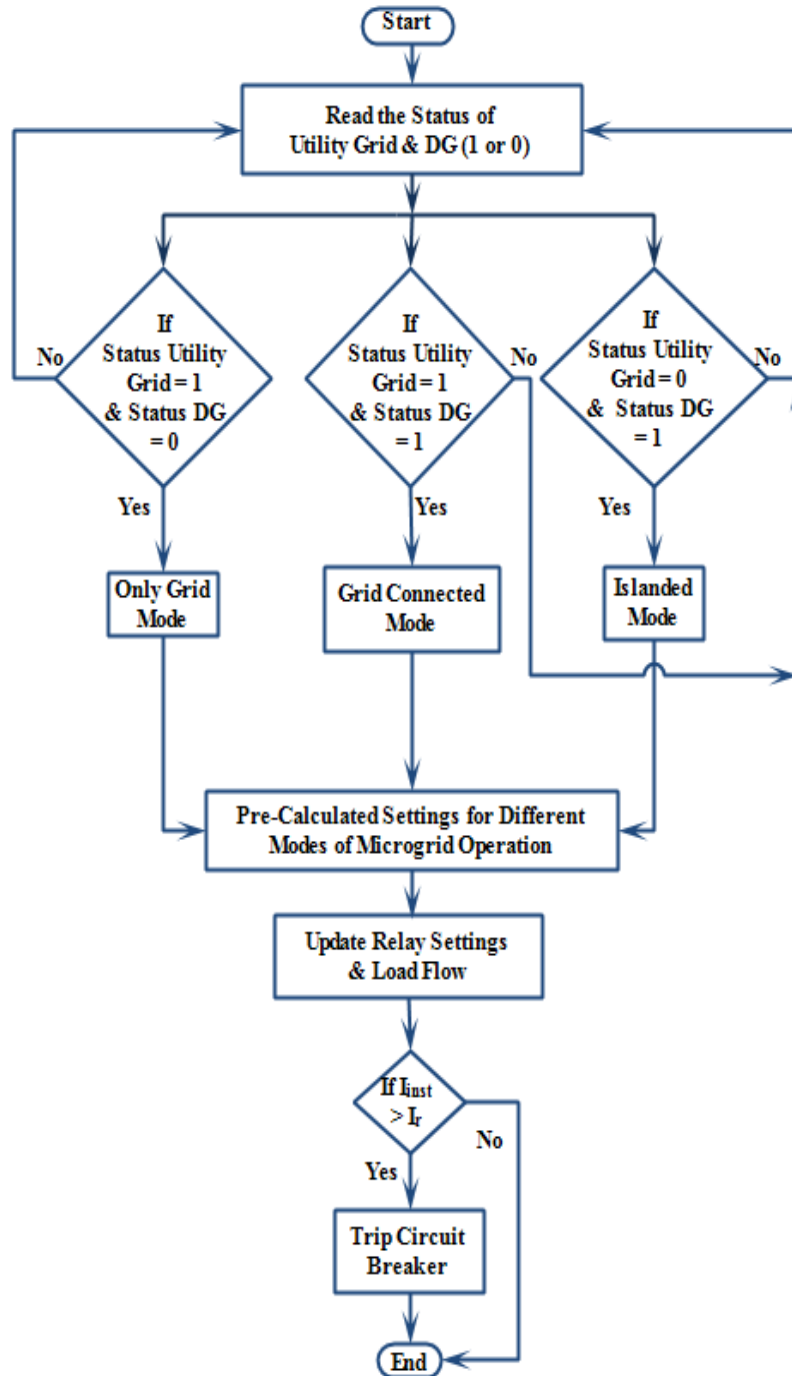 Start
Read the Status of
Utility Grid & DG (1 or 0)
If
Status Utility
Grid = 1
& Status DG
= 0
No
Yes
If
Status Utility
Grid = 1
& Status DG
= 1
No
Yes
If
Status Utility
Grid = 0
& Status DG
= 1
No
Yes
Only Grid
Mode
Grid Connected
Mode
Islanded
Mode
Pre-Calculated Settings for Different
Modes of Microgrid Operation
Update Relay Settings
& Load Flow
If Iinst
> Ir
No
Yes
Trip Circuit
Breaker
End